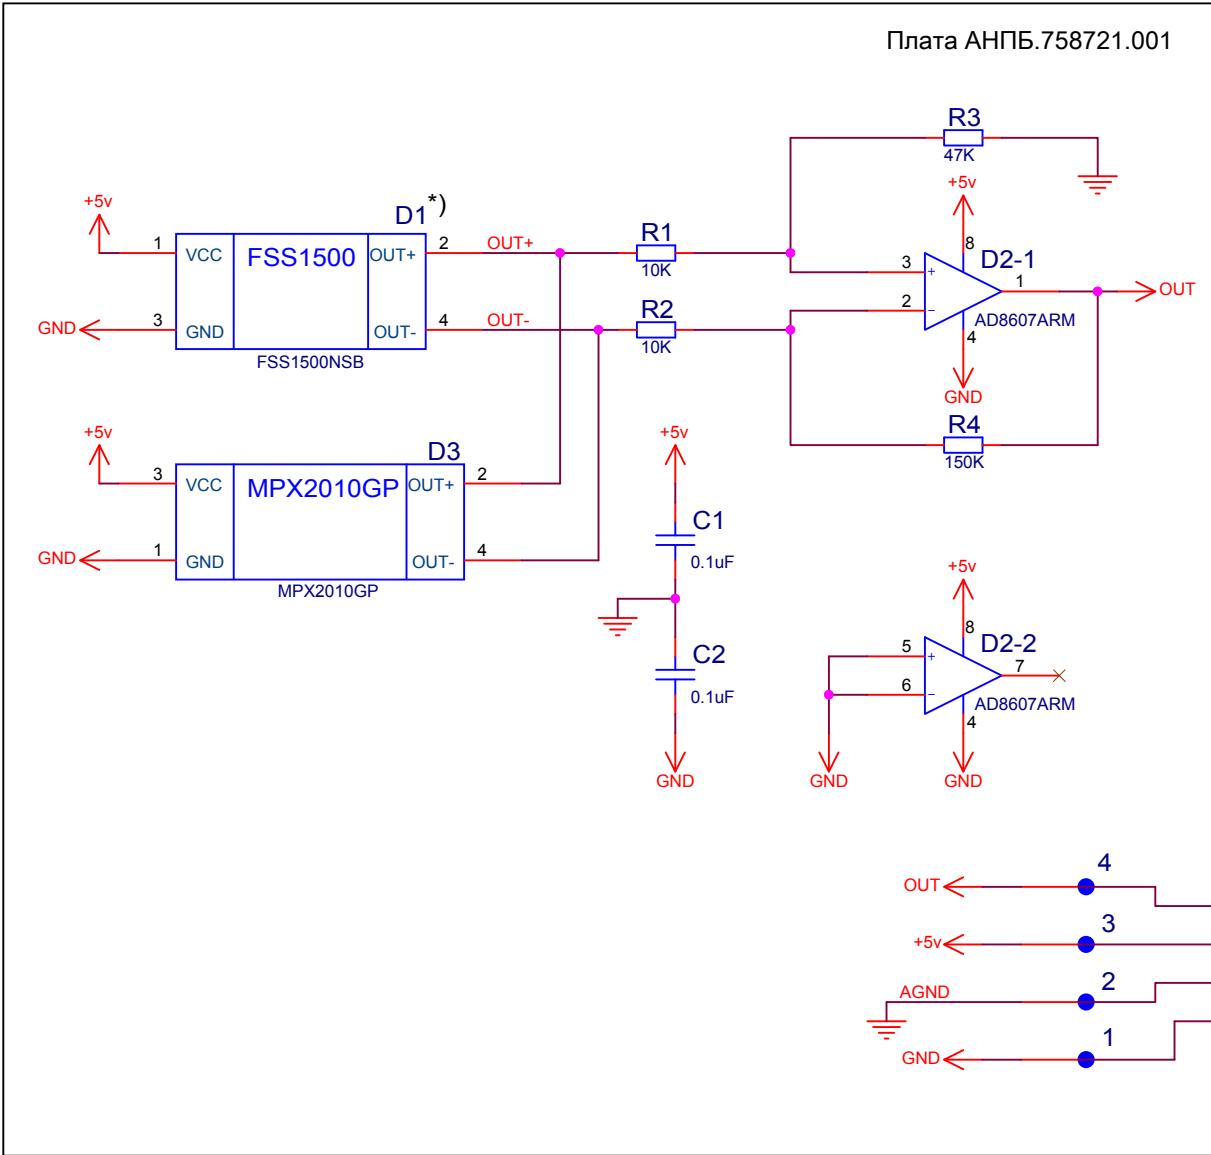 Плата АНПБ.758721.001
R3
47K
+5v
+5v
D1*)
8
1
VCC
FSS1500
OUT+
2
OUT+
R1
10K
3
+
D2-1
1
OUT
2
−
AD8607ARM
GND
3
GND
OUT-
4
OUT-
R2
10K
4
FSS1500NSB
GND
+5v
D3
+5v
R4
150K
3
VCC
MPX2010GP
OUT+
2
C1
0.1uF
GND
1
GND
OUT-
4
MPX2010GP
+5v
8
5
+
D2-2
7
6
−
AD8607ARM
4
C2
0.1uF
GND
GND
GND
4
OUT
3
+5v
2
AGND
1
GND